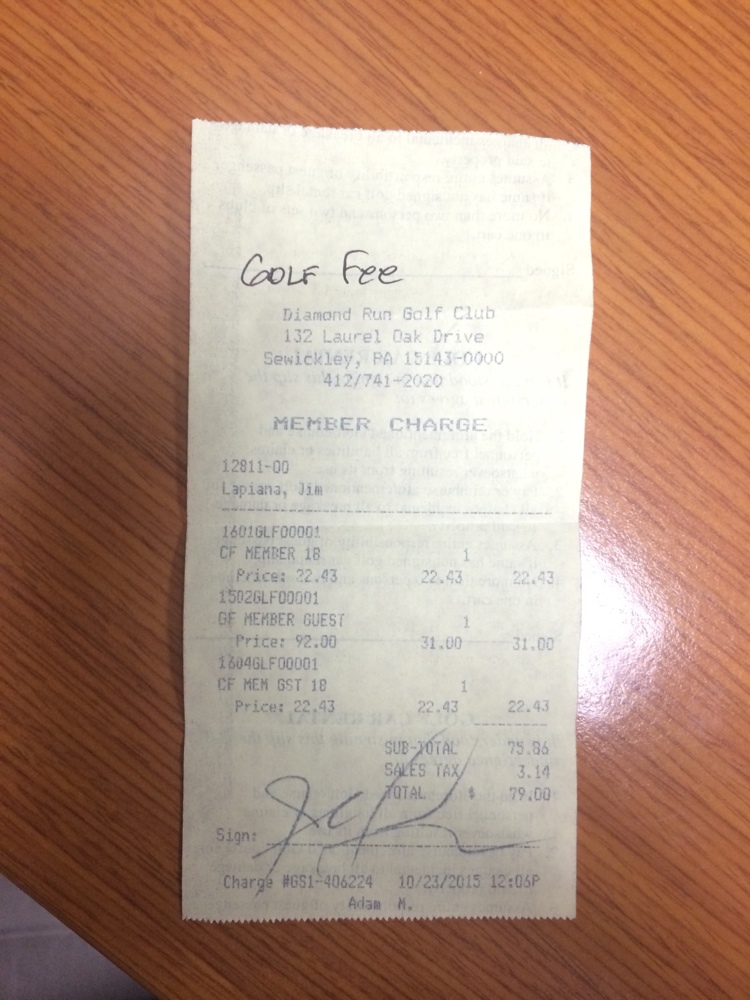 GOLF Fee
Diamond Run Golf Club
132 Laurel Oak Drive
Sewickley, PA 15143-0000
412/741-2020
MEMBER CHARGE
12811-00
Lapiana, Jim
1601GLF00001
CF MEMBER 18 1
Price: 22.43 22.43 22.43
1502GLF00001
GF MEMBER GUEST 1
Price: 92.00 31.00 31.00
1604GLF00001
CF MEM GST 18 1
Price: 22.43 22.43 22.43
SUB-TOTAL 75.86
SALES TAX 3.14
TOTAL $ 79.00
Sign:
Charge #GS1-406224 10/23/2015 12:06P
Adam M.